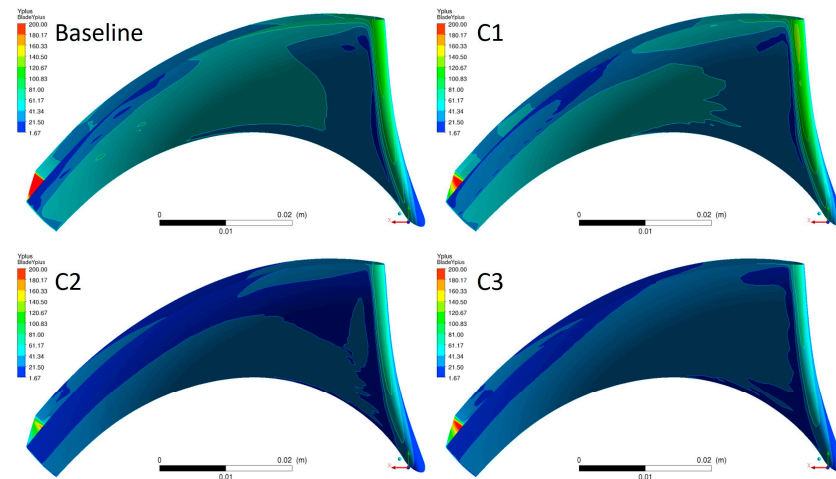 Yplus
BladeYplus
200.00
180.17
160.33
140.50
120.67
100.83
81.00
61.17
41.34
21.50
1.67
Baseline
0
0.02 (m)
0.01
X
Yplus
BladeYplus
200.00
180.17
160.33
140.50
120.67
100.83
81.00
61.17
41.34
21.50
1.67
C1
0
0.02 (m)
0.01
X
Yplus
BladeYplus
200.00
180.17
160.33
140.50
120.67
100.83
81.00
61.17
41.34
21.50
1.67
C2
0
0.02 (m)
0.01
X
Yplus
BladeYplus
200.00
180.17
160.33
140.50
120.67
100.83
81.00
61.17
41.34
21.50
1.67
C3
0
0.02 (m)
0.01
X